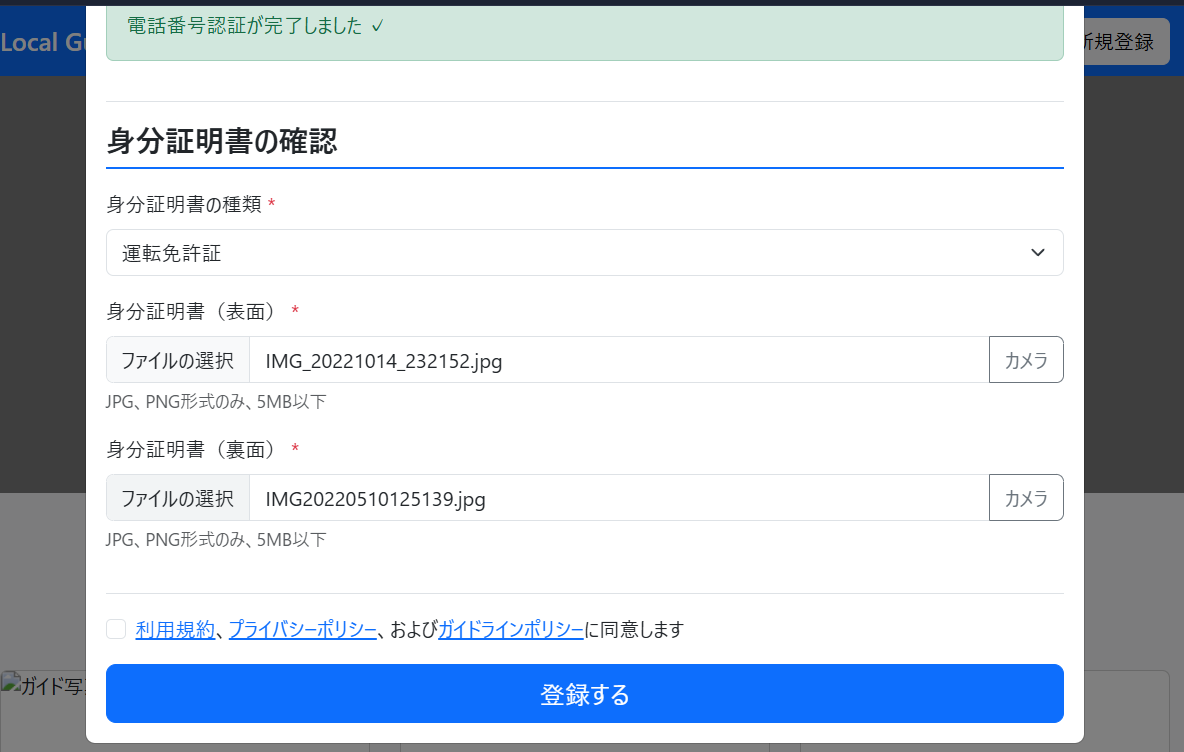 電話番号認証が完了しました ✓
Local Gu
新規登録
身分証明書の確認
身分証明書の種類 *
運転免許証
身分証明書（表面） *
ファイルの選択 IMG_20221014_232152.jpg カメラ
JPG、PNG形式のみ、5MB以下
身分証明書（裏面） *
ファイルの選択 IMG20220510125139.jpg カメラ
JPG、PNG形式のみ、5MB以下
利用規約、プライバシーポリシー、およびガイドラインポリシーに同意します
登録する
ガイド写